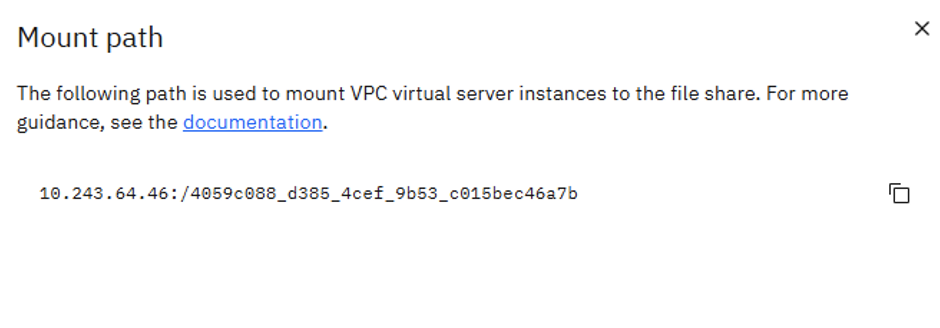 Mount path
The following path is used to mount VPC virtual server instances to the file share. For more
guidance, see the documentation.
10.243.64.46:/4059c088_d385_4cef_9b53_c015bec46a7b